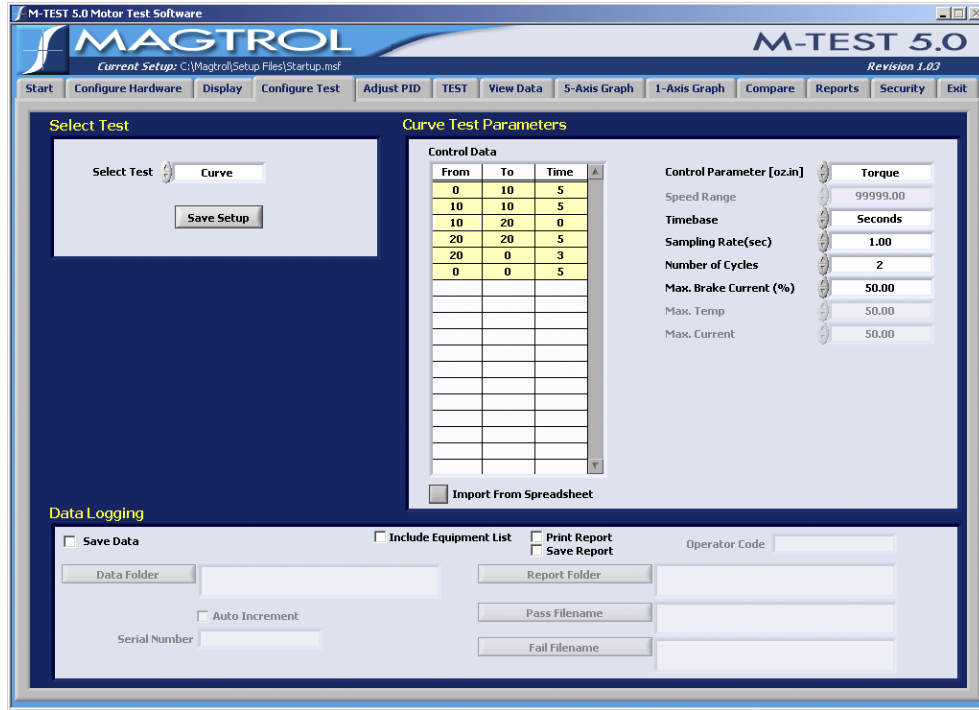 M-TEST 5.0 Motor Test Software
MAGTROL
M-TEST 5.0
Current Setup: C:\Magtrol\Setup Files\Startup.msf
Revision 1.03
Start Configure Hardware Display Configure Test Adjust PID TEST View Data 5-Axis Graph 1-Axis Graph Compare Reports Security Exit
Select Test
Select Test Curve
Save Setup
Curve Test Parameters
Control Data
From To Time
0 10 5
10 10 5
10 20 0
20 20 5
20 0 3
0 0 5
Import From Spreadsheet
Control Parameter [oz.in] Torque
Speed Range 99999.00
Timebase Seconds
Sampling Rate(sec) 1.00
Number of Cycles 2
Max. Brake Current (%) 50.00
Max. Temp 50.00
Max. Current 50.00
Data Logging
Save Data
Include Equipment List
Print Report
Save Report
Operator Code
Data Folder
Report Folder
Auto Increment
Pass Filename
Serial Number
Fail Filename